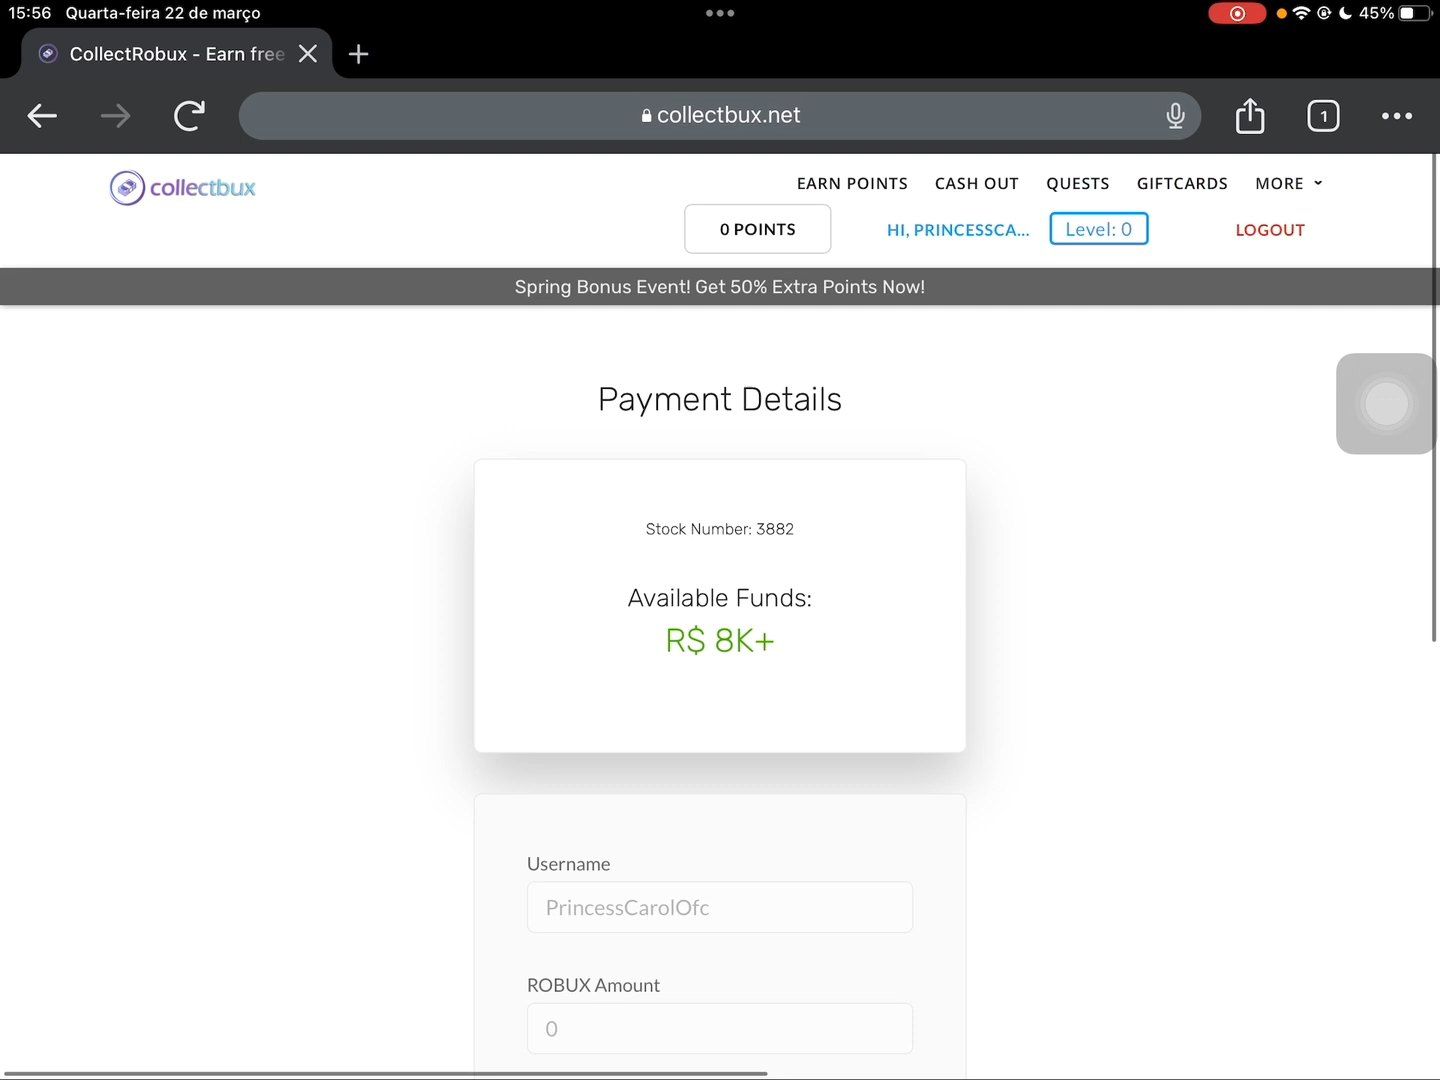 15:56 Quarta-feira 22 de março
45%
CollectRobux - Earn free
collectbux.net
1
collectbux
EARN POINTS CASH OUT QUESTS GIFTCARDS MORE
0 POINTS HI, PRINCESSCA... Level: 0 LOGOUT
Spring Bonus Event! Get 50% Extra Points Now!
Payment Details
Stock Number: 3882
Available Funds:
R$ 8K+
Username
PrincessCarolOfc
ROBUX Amount
0